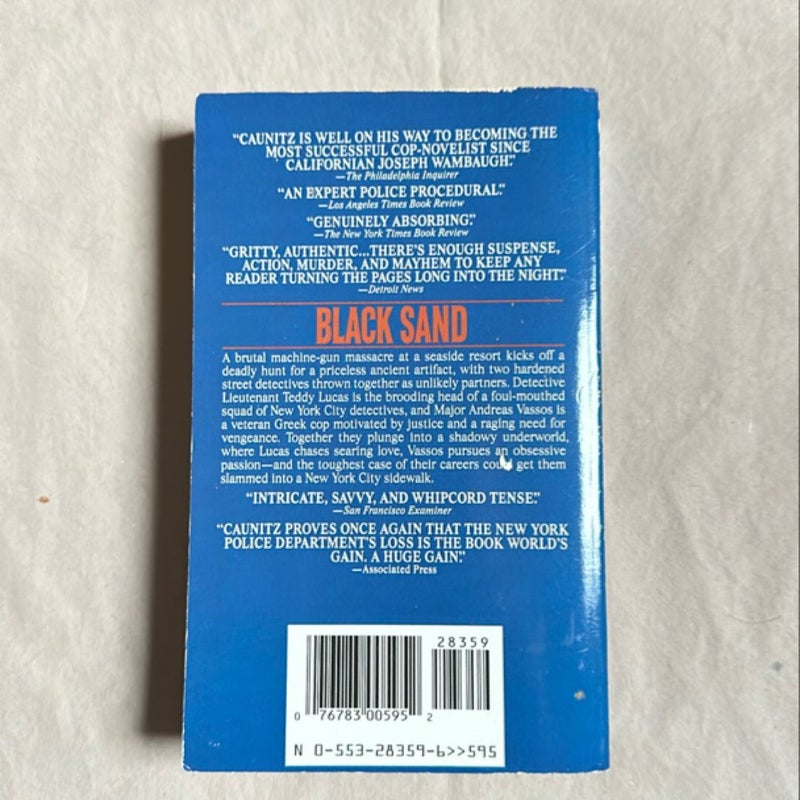 "CAUNITZ IS WELL ON HIS WAY TO BECOMING THE
MOST SUCCESSFUL COP-NOVELIST SINCE
CALIFORNIAN JOSEPH WAMBAUGH."
—The Philadelphia Inquirer
"AN EXPERT POLICE PROCEDURAL."
—Los Angeles Times Book Review
"GENUINELY ABSORBING."
—The New York Times Book Review
"GRITTY, AUTHENTIC...THERE'S ENOUGH SUSPENSE,
ACTION, MURDER, AND MAYHEM TO KEEP ANY
READER TURNING THE PAGES LONG INTO THE NIGHT."
—Detroit News
BLACK SAND
A brutal machine-gun massacre at a seaside resort kicks off a
deadly hunt for a priceless ancient artifact, with two hardened
street detectives thrown together as unlikely partners. Detective
Lieutenant Teddy Lucas is the brooding head of a foul-mouthed
squad of New York City detectives, and Major Andreas Vassos is
a veteran Greek cop motivated by justice and a raging need for
vengeance. Together they plunge into a shadowy underworld,
where Lucas chases searing love, Vassos pursues an obsessive
passion—and the toughest case of their careers could get them
slammed into a New York City sidewalk.
"INTRICATE, SAVVY, AND WHIPCORD TENSE."
—San Francisco Examiner
"CAUNITZ PROVES ONCE AGAIN THAT THE NEW YORK
POLICE DEPARTMENT'S LOSS IS THE BOOK WORLD'S
GAIN. A HUGE GAIN."
—Associated Press
28359
0 76783 00595 2
N 0-553-28359-6>>595